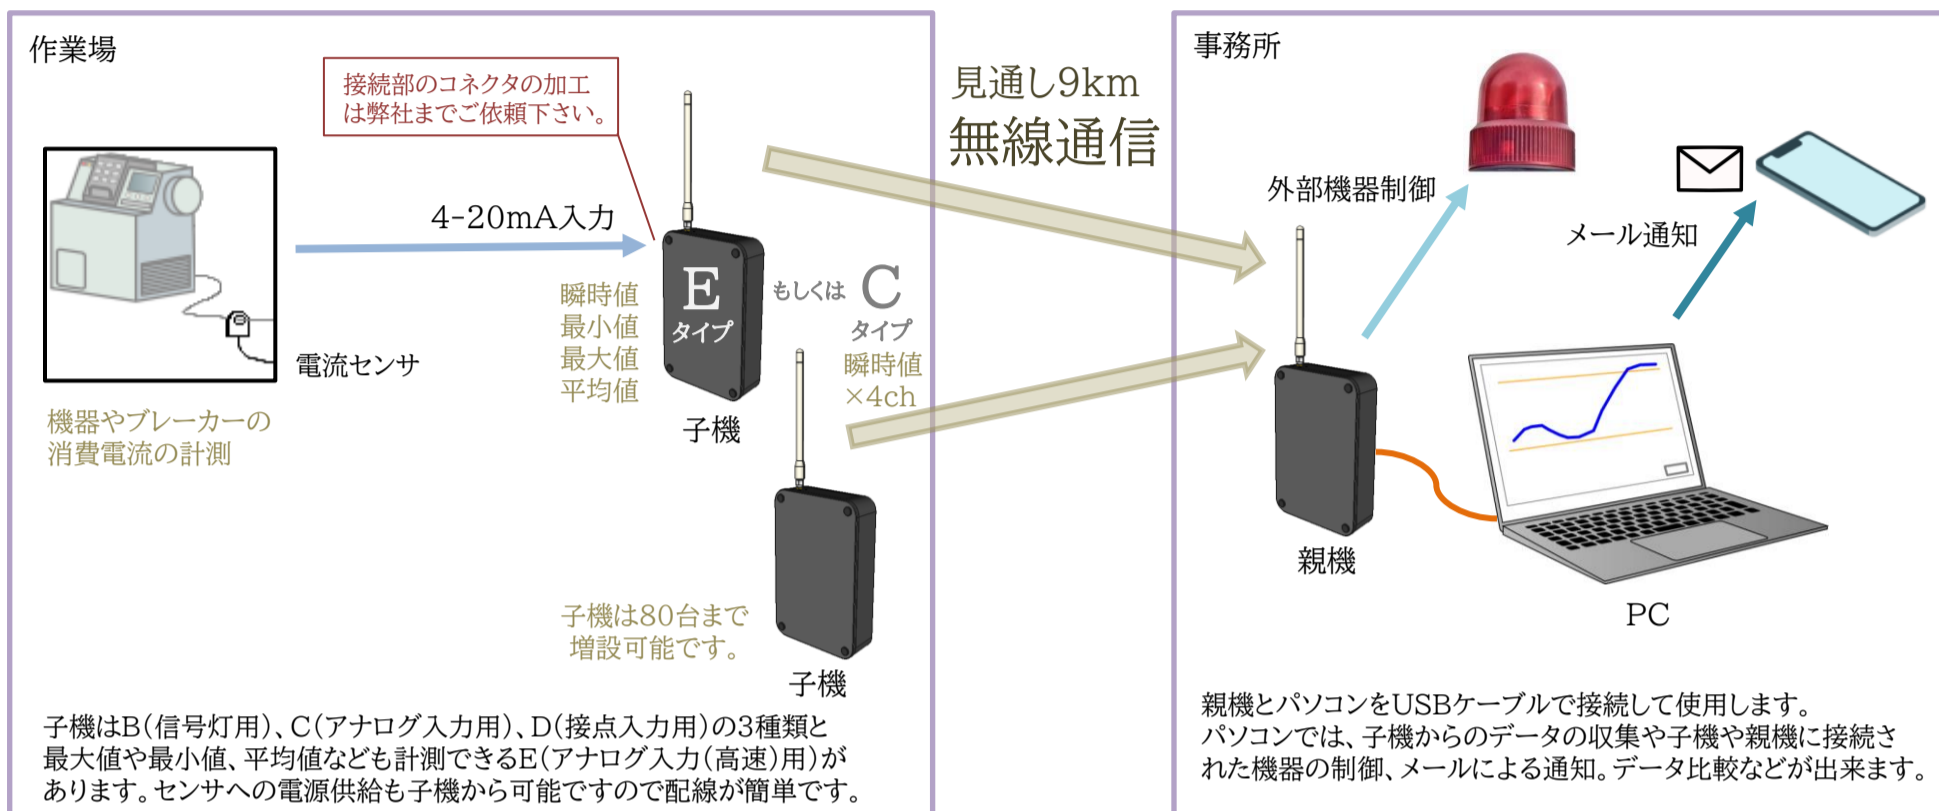 作業場
接続部のコネクタの加工
は弊社までご依頼下さい。
4-20mA入力
電流センサ
機器やブレーカーの
消費電流の計測
瞬時値
最小値
最大値
平均値
E
タイプ
もしくは
C
タイプ
瞬時値
×4ch
子機
子機は80台まで
増設可能です。
子機
子機はB(信号灯用)、C(アナログ入力用)、D(接点入力用)の3種類と
最大値や最小値、平均値なども計測できるE(アナログ入力(高速)用)が
あります。センサへの電源供給も子機から可能ですので配線が簡単です。
見通し9km
無線通信
事務所
外部機器制御
メール通知
親機
PC
親機とパソコンをUSBケーブルで接続して使用します。
パソコンでは、子機からのデータの収集や子機や親機に接続さ
れた機器の制御、メールによる通知。データ比較などが出来ます。